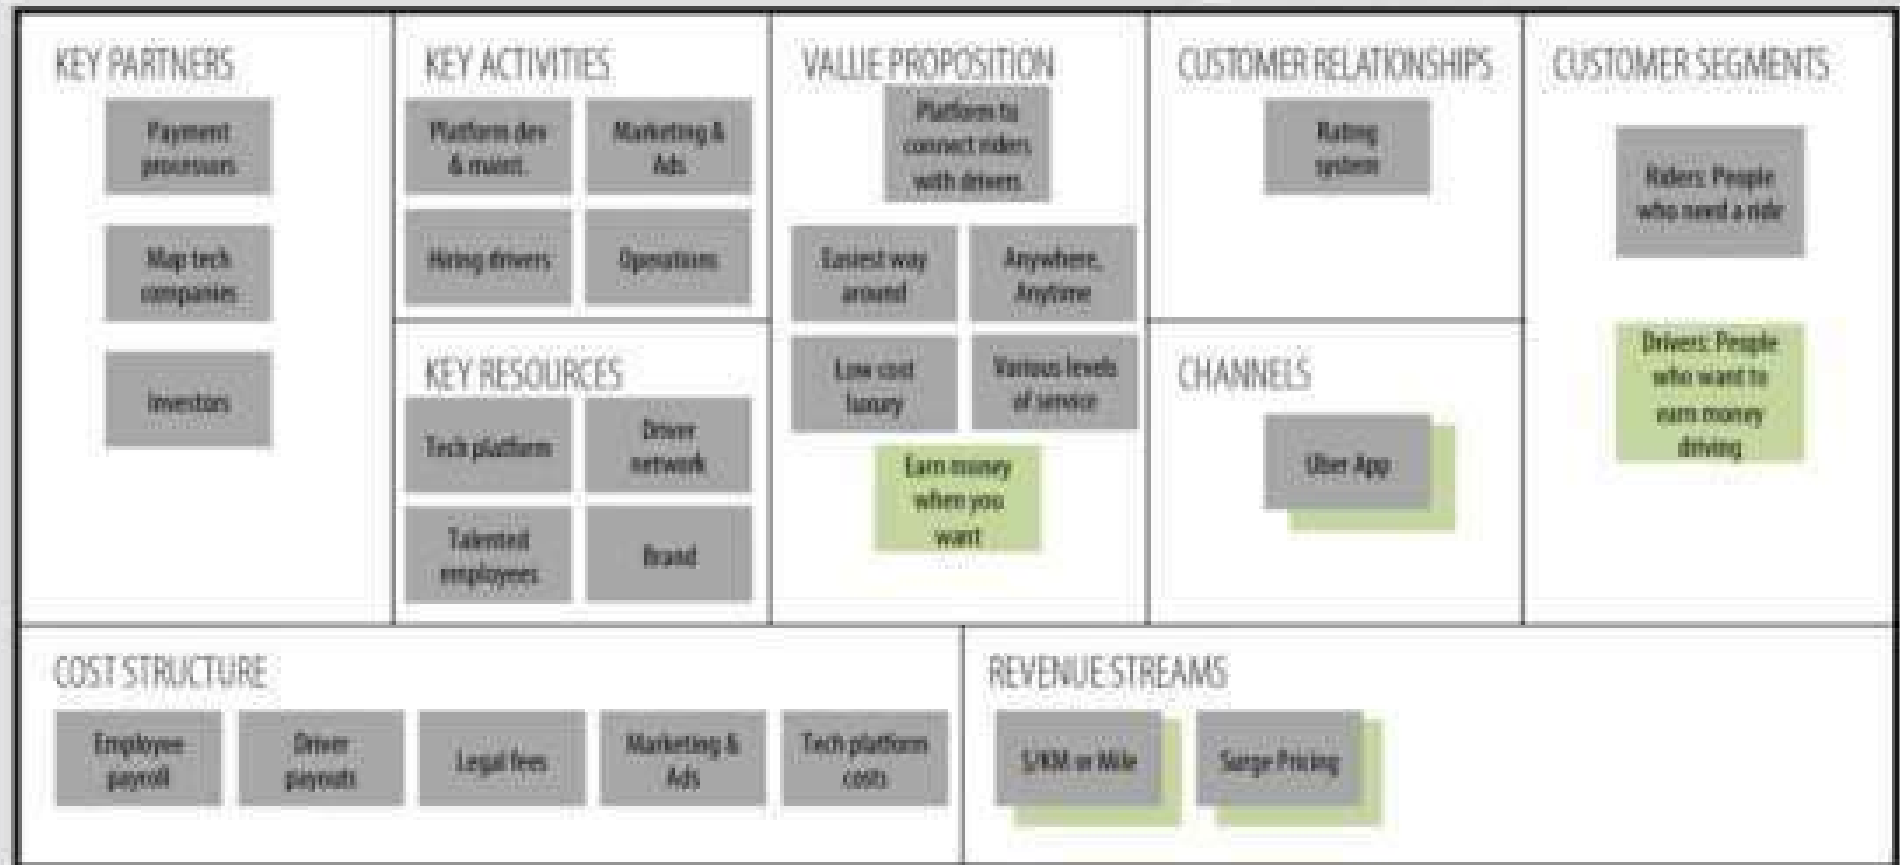 KEY PARTNERS
Payment
processors
Map tech
companies
Investors
KEY ACTIVITIES
Platform dev
& maint.
Marketing &
Ads
Hiring drivers
Operations
KEY RESOURCES
Tech platform
Driver
network
Talented
employees
Brand
VALUE PROPOSITION
Platform to
connect riders
with drivers
Easiest way
around
Anywhere,
Anytime
Low cost
luxury
Various levels
of service
Earn money
when you
want
CUSTOMER RELATIONSHIPS
Rating
system
CHANNELS
Uber App
CUSTOMER SEGMENTS
Riders: People
who need a ride
Drivers: People
who want to
earn money
driving
COST STRUCTURE
Employee
payroll
Driver
payouts
Legal fees
Marketing &
Ads
Tech platform
costs
REVENUE STREAMS
$/KM or Mile
Surge Pricing